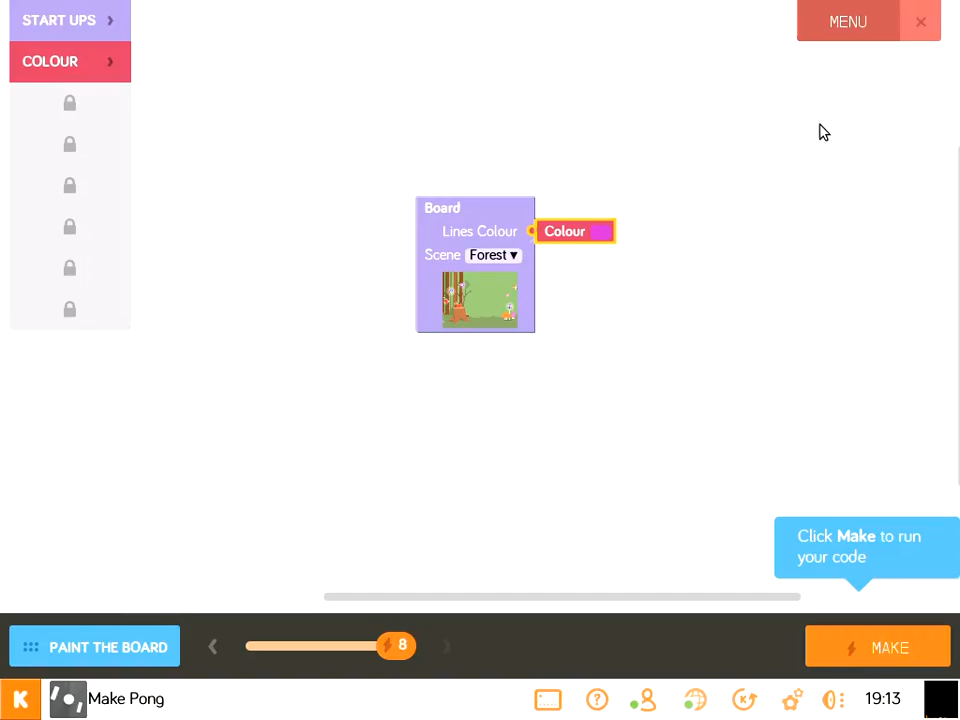 START UPS
MENU
COLOUR
Board
Lines Colour
Colour
Scene Forest
Click Make to run
your code
PAINT THE BOARD
8
MAKE
K
Make Pong
19:13